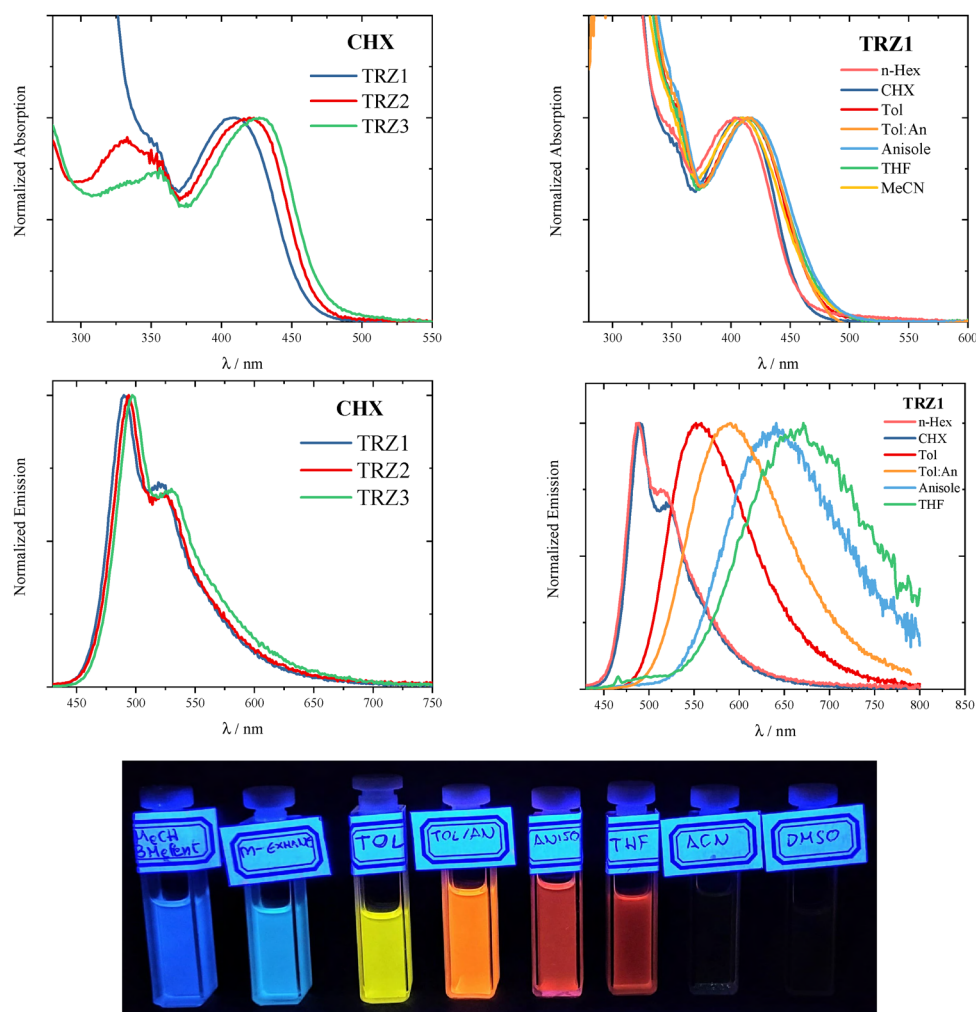 CHX
TRZ1
TRZ2
TRZ3
Normalized Absorption
300 350 400 450 500 550
λ / nm
TRZ1
n-Hex
CHX
Tol
Tol:An
Anisole
THF
MeCN
Normalized Absorption
300 350 400 450 500 550 600
λ / nm
CHX
TRZ1
TRZ2
TRZ3
Normalized Emission
450 500 550 600 650 700 750
λ / nm
TRZ1
n-Hex
CHX
Tol
Tol:An
Anisole
THF
Normalized Emission
450 500 550 600 650 700 750 800 850
λ / nm
MeCH
3MePent
TOL
TOL/AN
ANISO
THF
ACN
DMSO